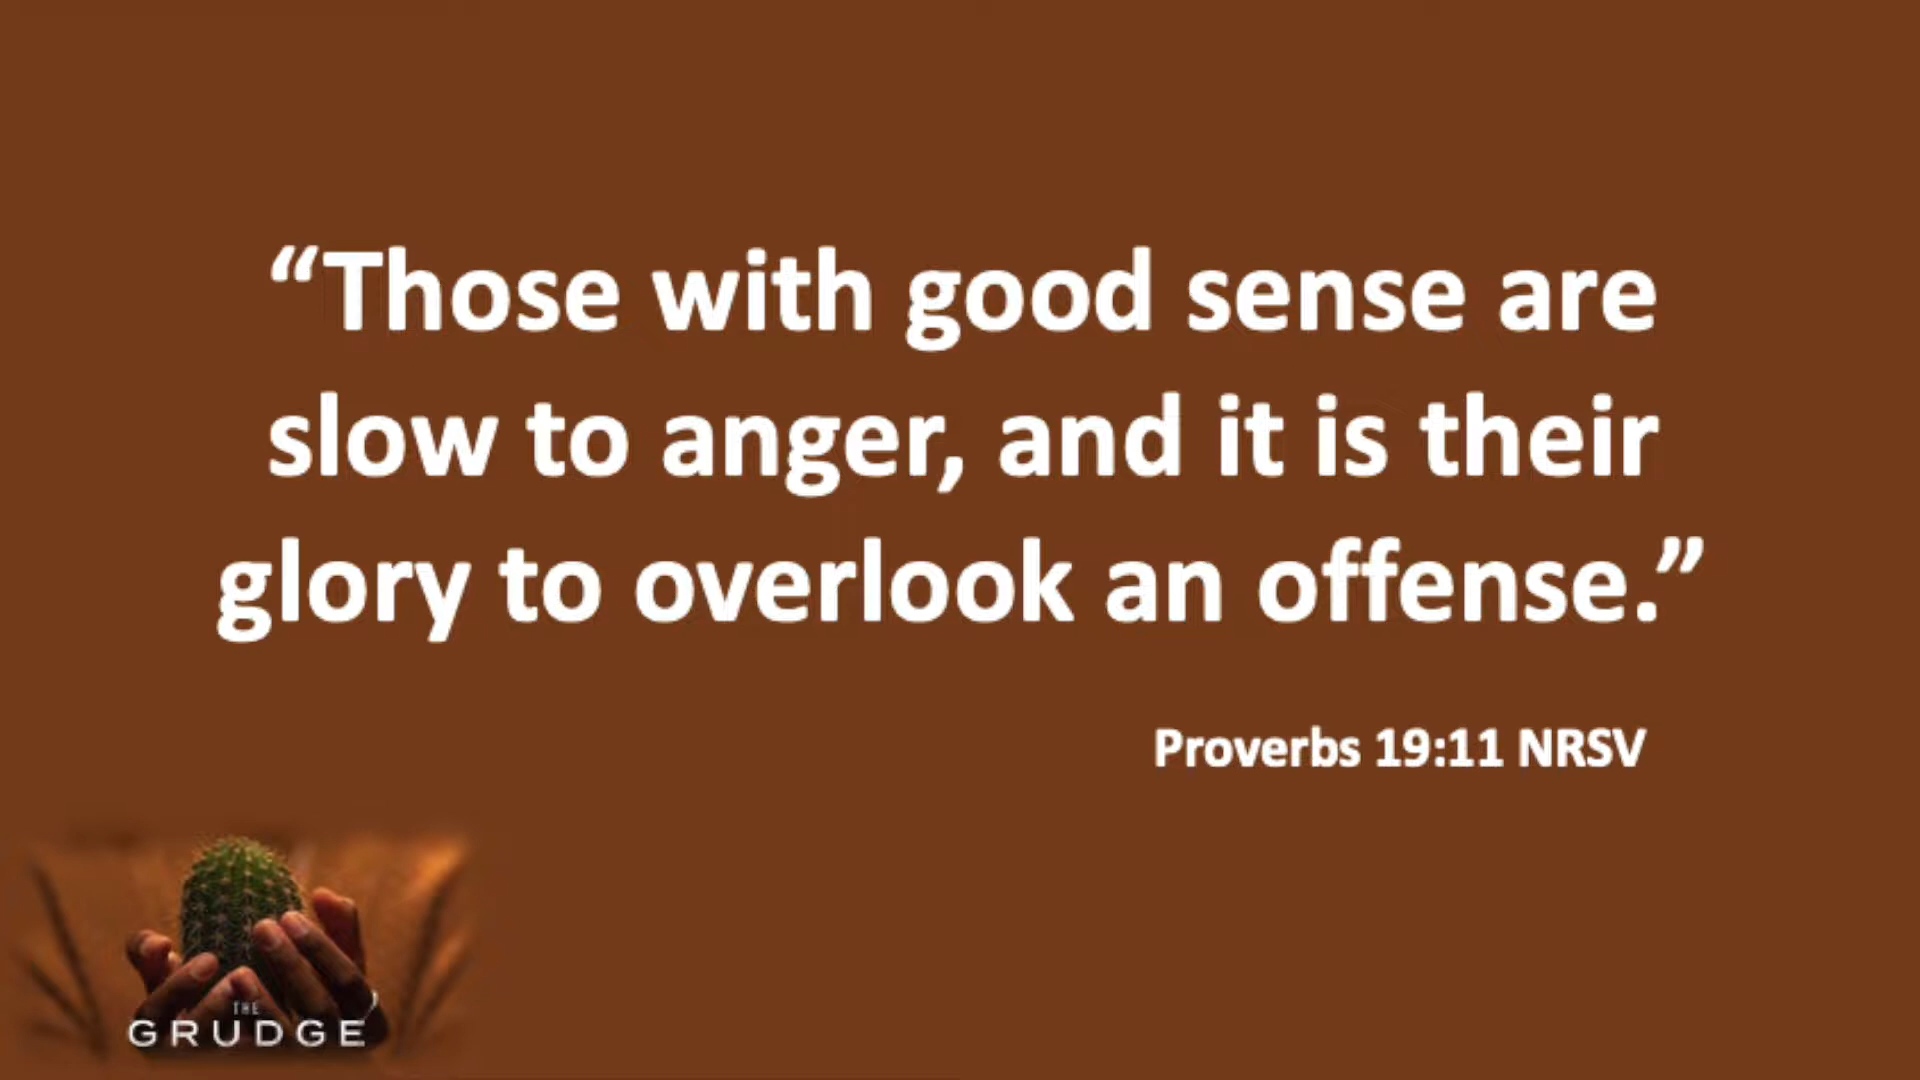 “Those with good sense are
slow to anger, and it is their
glory to overlook an offense.”
Proverbs 19:11 NRSV
THE
GRUDGE